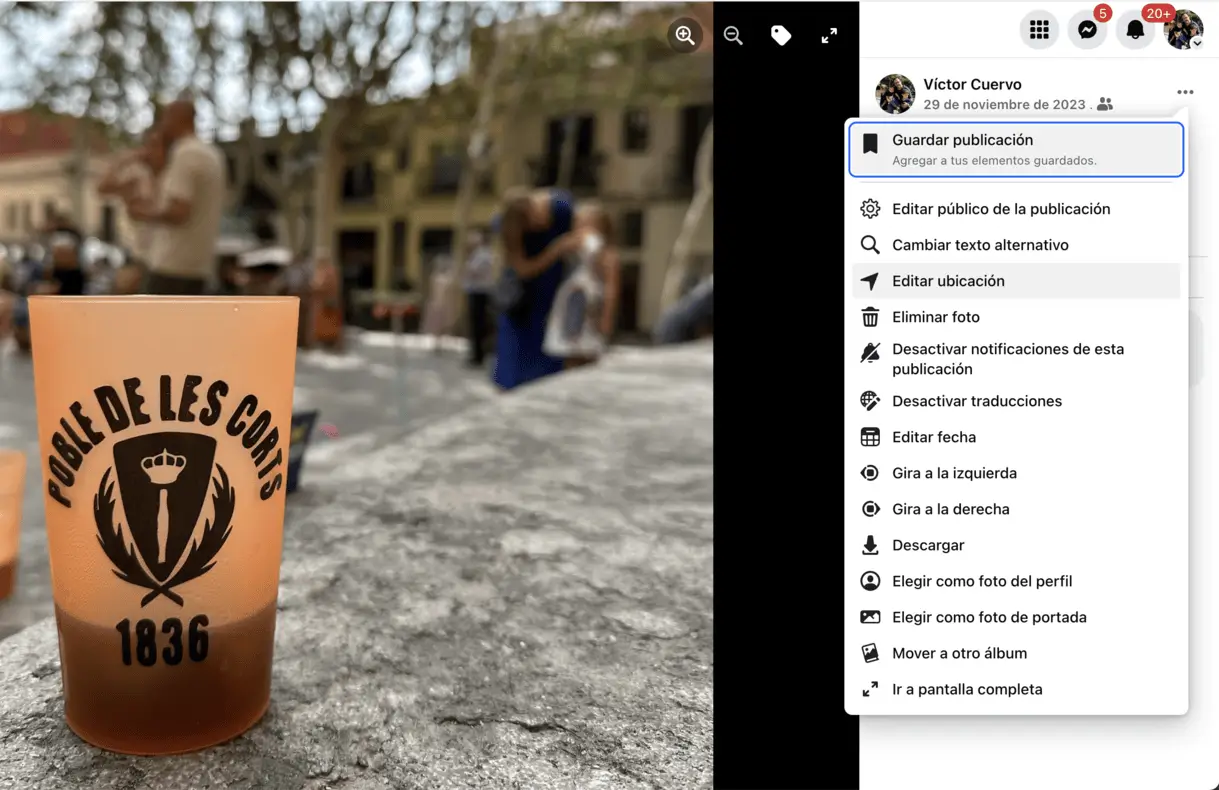 POBLE DE LES CORTS
1836
5
20+
Víctor Cuervo
29 de noviembre de 2023 .
Guardar publicación
Agregar a tus elementos guardados.
Editar público de la publicación
Cambiar texto alternativo
Editar ubicación
Eliminar foto
Desactivar notificaciones de esta
publicación
Desactivar traducciones
Editar fecha
Gira a la izquierda
Gira a la derecha
Descargar
Elegir como foto del perfil
Elegir como foto de portada
Mover a otro álbum
Ir a pantalla completa